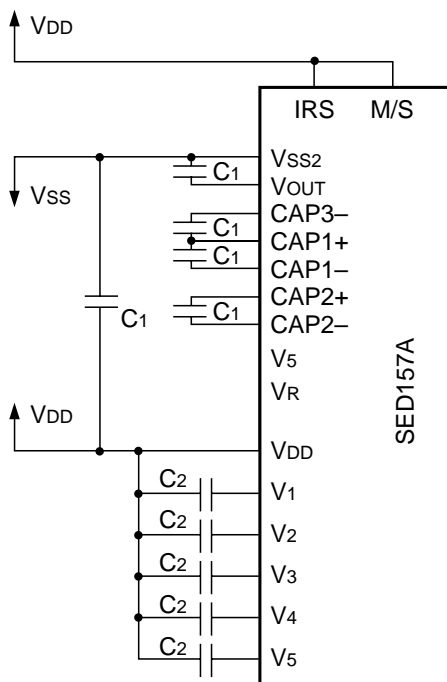 VDD
IRS M/S
VSS2
C1
VSS
VOUT
CAP3–
C1
CAP1+
C1
CAP1–
CAP2+
C1
C1
CAP2–
V5
SED157A
VR
VDD
VDD
C2
V1
C2
V2
C2
V3
C2
V4
C2
V5